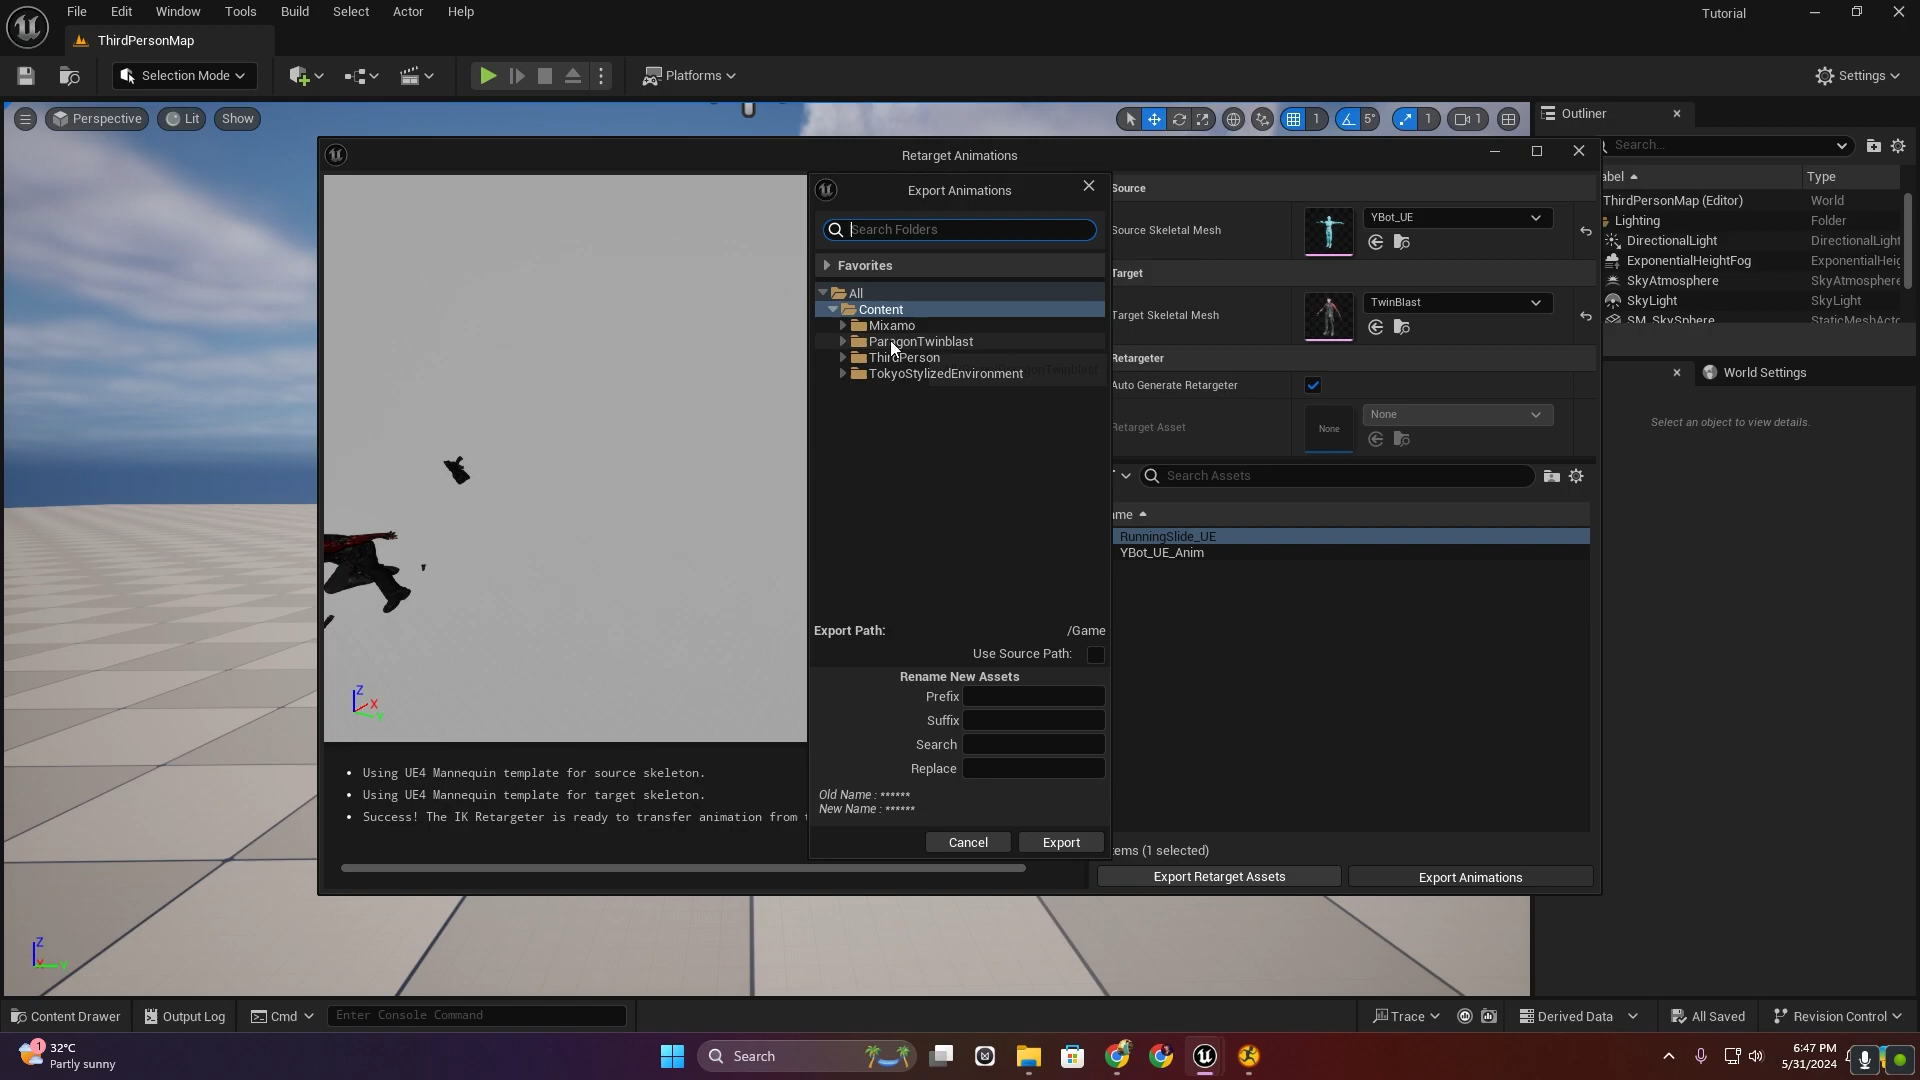 File Edit Window Tools Build Select Actor Help
Tutorial
ThirdPersonMap
Selection Mode
Platforms
Settings
Perspective Lit Show
1 5° 1 1
Outliner
Search...
Label Type
ThirdPersonMap (Editor) World
Lighting Folder
DirectionalLight DirectionalLight
ExponentialHeightFog ExponentialHeig
SkyAtmosphere SkyAtmosphere
SkyLight SkyLight
SM_SkySphere StaticMeshActo
World Settings
Select an object to view details.
Retarget Animations
Source
Source Skeletal Mesh YBot_UE
Target
Target Skeletal Mesh TwinBlast
Retargeter
Auto Generate Retargeter
Retarget Asset None None
Search Assets
RunningSlide_UE
YBot_UE_Anim
ems (1 selected)
Export Retarget Assets Export Animations
Export Animations
Search Folders
Favorites
All
Content
Mixamo
ParagonTwinblast
ThirdPerson
TokyoStylizedEnvironment
Export Path: /Game
Use Source Path:
Rename New Assets
Prefix
Suffix
Search
Replace
Old Name : ******
New Name : ******
Cancel Export
Z X Y
• Using UE4 Mannequin template for source skeleton.
• Using UE4 Mannequin template for target skeleton.
• Success! The IK Retargeter is ready to transfer animation from t
Z X Y
Content Drawer Output Log Cmd Enter Console Command
Trace Derived Data All Saved Revision Control
1 32°C
Partly sunny
Search
6:47 PM
5/31/2024